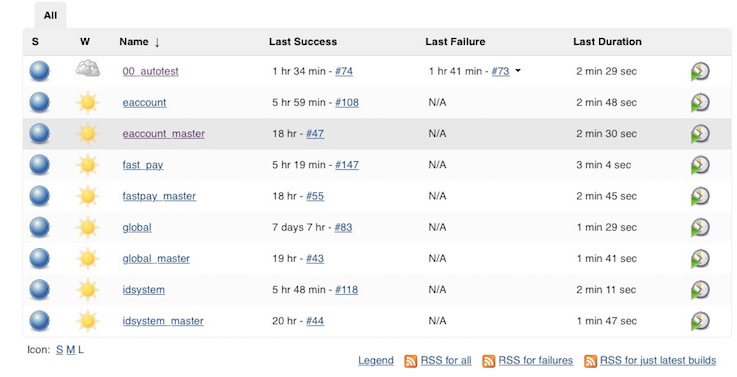 All
S W Name ↓ Last Success Last Failure Last Duration
00_autotest 1 hr 34 min - #74 1 hr 41 min - #73 2 min 29 sec
eaccount 5 hr 59 min - #108 N/A 2 min 48 sec
eaccount_master 18 hr - #47 N/A 2 min 30 sec
fast_pay 5 hr 19 min - #147 N/A 3 min 4 sec
fastpay_master 18 hr - #55 N/A 2 min 45 sec
global 7 days 7 hr - #83 N/A 1 min 29 sec
global_master 19 hr - #43 N/A 1 min 41 sec
idsystem 5 hr 48 min - #118 N/A 2 min 11 sec
idsystem_master 20 hr - #44 N/A 1 min 47 sec
Icon: S M L
Legend RSS for all RSS for failures RSS for just latest builds